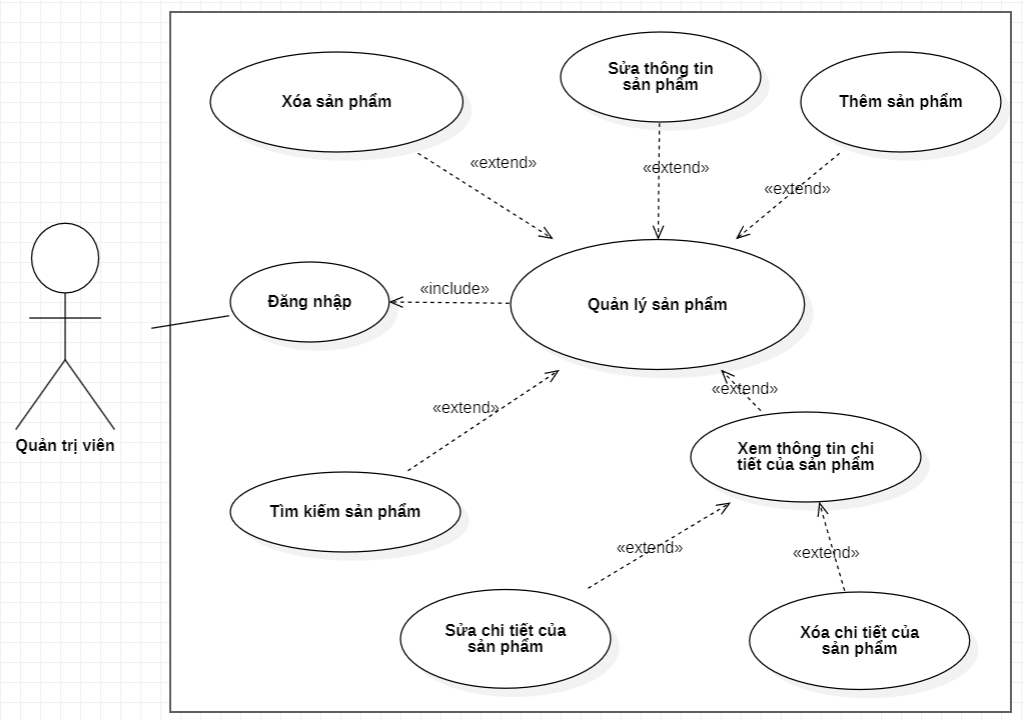 Xóa sản phẩm
Sửa thông tin
sản phẩm
Thêm sản phẩm
«extend»
«extend»
«extend»
Đăng nhập
«include»
Quản lý sản phẩm
Quản trị viên
«extend»
«extend»
Xem thông tin chi
tiết của sản phẩm
Tìm kiếm sản phẩm
«extend»
«extend»
Sửa chi tiết của
sản phẩm
Xóa chi tiết của
sản phẩm